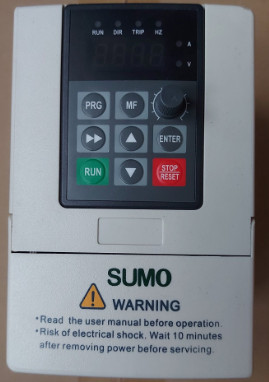 RUN DIR TRIP HZ
A
V
PRG MF
ENTER
RUN STOP
RESET
SUMO
WARNING
•Read the user manual before operation.
•Risk of electrical shock. Wait 10 minutes
after removing power before servicing.